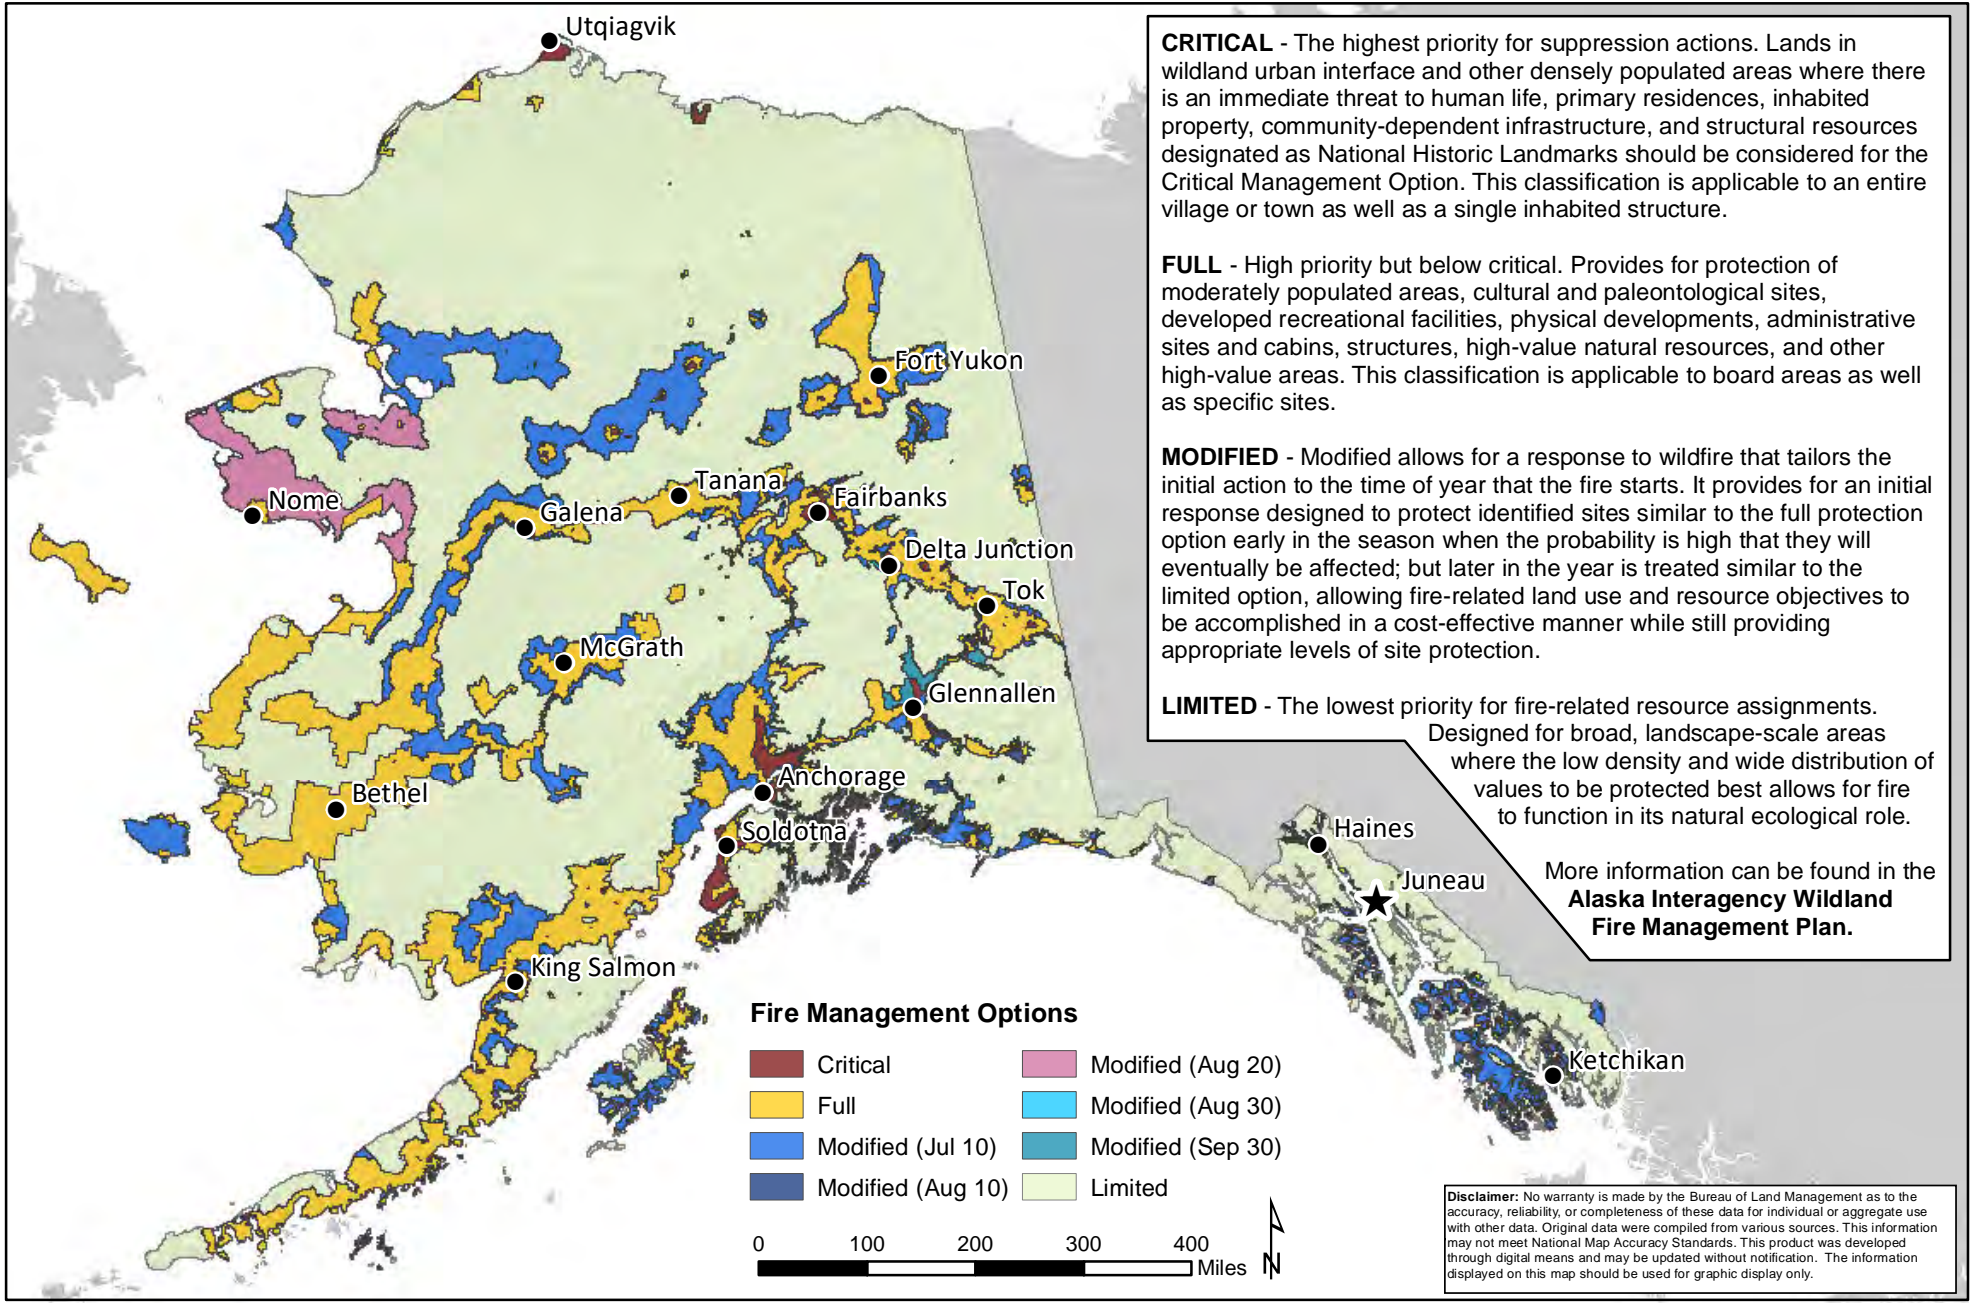 Utqiagvik
Fort Yukon
Tanana
Nome
Galena
Fairbanks
Delta Junction
Tok
McGrath
Glennallen
Anchorage
Bethel
Soldotna
Haines
Juneau
King Salmon
Ketchikan
CRITICAL - The highest priority for suppression actions. Lands in
wildland urban interface and other densely populated areas where there
is an immediate threat to human life, primary residences, inhabited
property, community-dependent infrastructure, and structural resources
designated as National Historic Landmarks should be considered for the
Critical Management Option. This classification is applicable to an entire
village or town as well as a single inhabited structure.
FULL - High priority but below critical. Provides for protection of
moderately populated areas, cultural and paleontological sites,
developed recreational facilities, physical developments, administrative
sites and cabins, structures, high-value natural resources, and other
high-value areas. This classification is applicable to board areas as well
as specific sites.
MODIFIED - Modified allows for a response to wildfire that tailors the
initial action to the time of year that the fire starts. It provides for an initial
response designed to protect identified sites similar to the full protection
option early in the season when the probability is high that they will
eventually be affected; but later in the year is treated similar to the
limited option, allowing fire-related land use and resource objectives to
be accomplished in a cost-effective manner while still providing
appropriate levels of site protection.
LIMITED - The lowest priority for fire-related resource assignments.
Designed for broad, landscape-scale areas
where the low density and wide distribution of
values to be protected best allows for fire
to function in its natural ecological role.
More information can be found in the
Alaska Interagency Wildland
Fire Management Plan.
Fire Management Options
Critical
Full
Modified (Jul 10)
Modified (Aug 10)
Modified (Aug 20)
Modified (Aug 30)
Modified (Sep 30)
Limited
0 100 200 300 400
Miles
N
Disclaimer: No warranty is made by the Bureau of Land Management as to the
accuracy, reliability, or completeness of these data for individual or aggregate use
with other data. Original data were compiled from various sources. This information
may not meet National Map Accuracy Standards. This product was developed
through digital means and may be updated without notification. The information
displayed on this map should be used for graphic display only.